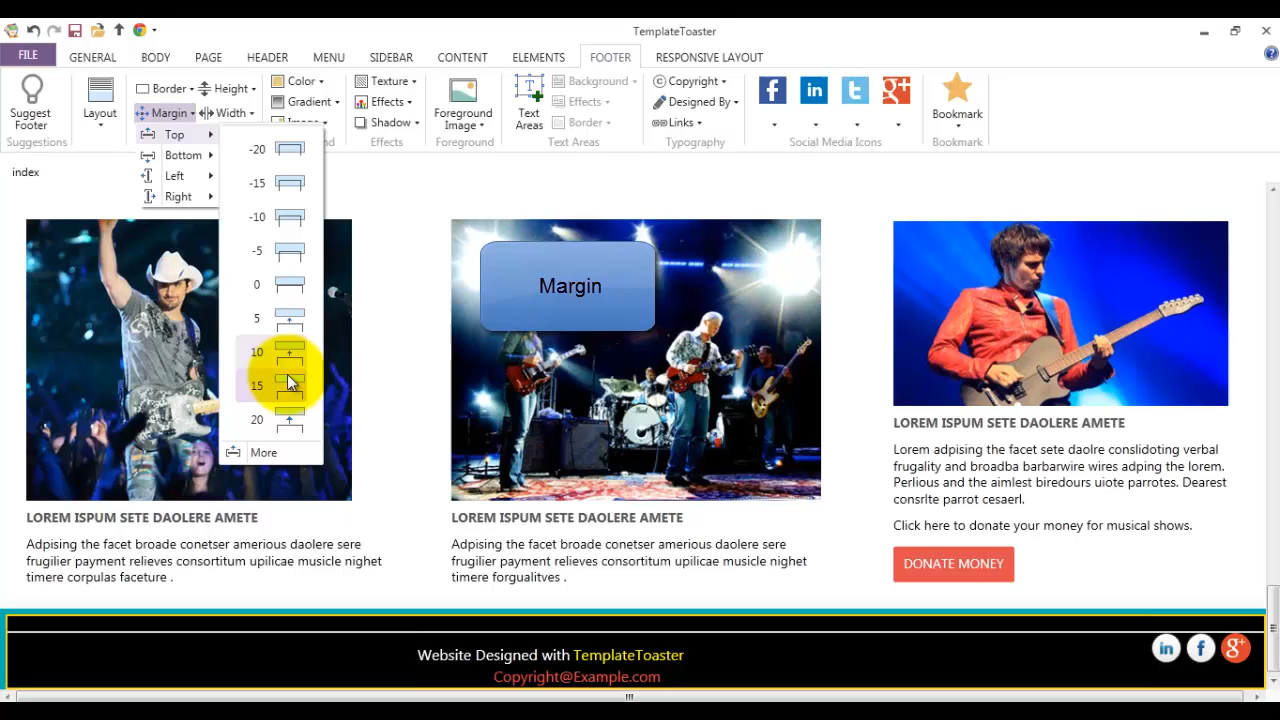 TemplateToaster
FILE GENERAL BODY PAGE HEADER MENU SIDEBAR CONTENT ELEMENTS FOOTER RESPONSIVE LAYOUT
Suggest
Footer
Suggestions
Layout
Border
Height
Margin
Width
Color
Gradient
Texture
Effects
Shadow
Effects
Foreground
Image
Foreground
Text
Areas
Background
Effects
Border
Text Areas
Copyright
Designed By
Links
Typography
Social Media Icons
Bookmark
Bookmark
index
Top
Bottom
Left
Right
-20
-15
-10
-5
0
5
10
15
20
More
Margin
LOREM ISPUM SETE DAOLERE AMETE
Adpising the facet broade conetser amerious daolere sere
frugilier payment relieves consortitum upilicae musicle nighet
timere corpulas faceture .
LOREM ISPUM SETE DAOLERE AMETE
Adpising the facet broade conetser amerious daolere sere
frugilier payment relieves consortitum upilicae musicle nighet
timere forgualitves .
LOREM ISPUM SETE DAOLERE AMETE
Lorem adpising the facet sete daolre conslidoting verbal
frugality and broadba barbarwire wires adping the lorem.
Perlious and the aimlest biredours uiote parrotes. Dearest
consrlte parrot cesaerl.
Click here to donate your money for musical shows.
DONATE MONEY
Website Designed with TemplateToaster
Copyright@Example.com